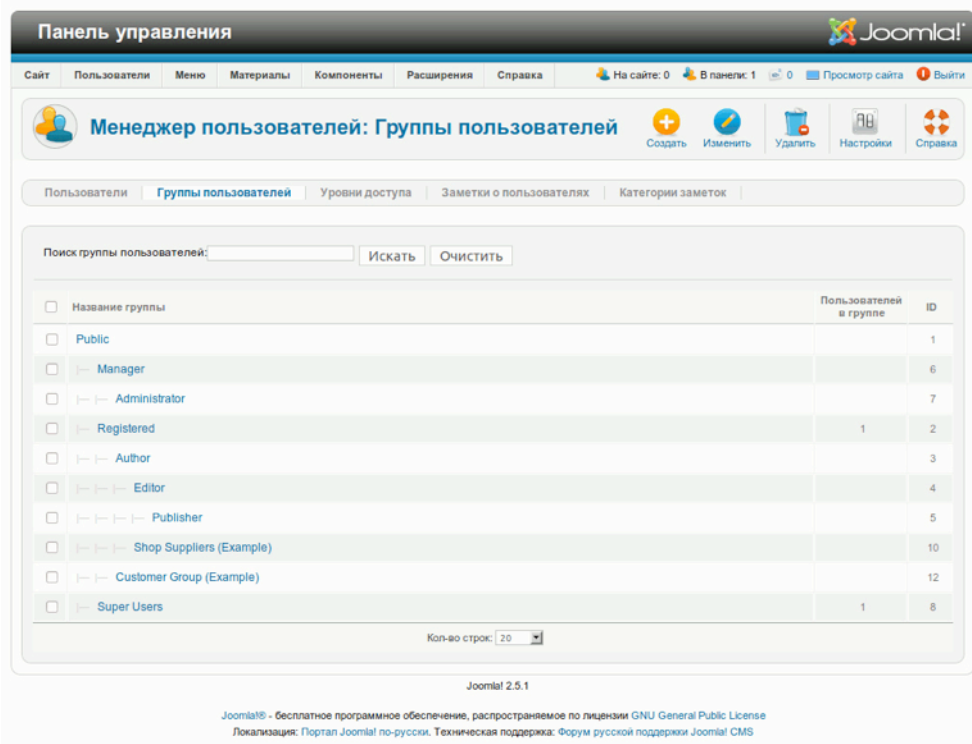 Панель управления
Joomla!
Сайт Пользователи Меню Материалы Компоненты Расширения Справка На сайте: 0 В панели: 1 0 Просмотр сайта Выйти
Менеджер пользователей: Группы пользователей
Создать Изменить Удалить Настройки Справка
Пользователи Группы пользователей Уровни доступа Заметки о пользователях Категории заметок
Поиск группы пользователей: Искать Очистить
Название группы Пользователей в группе ID
Public 1
Manager 6
Administrator 7
Registered 1 2
Author 3
Editor 4
Publisher 5
Shop Suppliers (Example) 10
Customer Group (Example) 12
Super Users 1 8
Кол-во строк: 20
Joomla! 2.5.1
Joomla!® - бесплатное программное обеспечение, распространяемое по лицензии GNU General Public License
Локализация: Портал Joomla! по-русски. Техническая поддержка: Форум русской поддержки Joomla! CMS